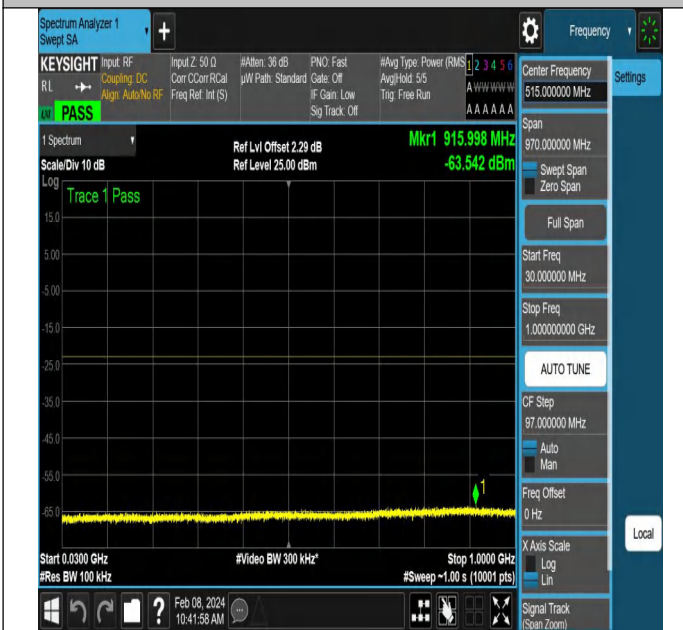 Spectrum Analyzer 1
Swept SA
+
Frequency
KEYSIGHT
RL
LNI
PASS
Input: RF
Coupling: DC
Align: Auto/No RF
Input Z: 50 Ω
Corr CCorr RCal
Freq Ref: Int (S)
#Atten: 36 dB
µW Path: Standard
PNO: Fast
Gate: Off
IF Gain: Low
Sig Track: Off
#Avg Type: Power (RMS
Avg|Hold: 5/5
Trig: Free Run
1 2 3 4 5 6
A W W W W W
A A A A A A
1 Spectrum
Scale/Div 10 dB
Ref Lvl Offset 2.29 dB
Ref Level 25.00 dBm
Mkr1 915.998 MHz
-63.542 dBm
Log
Trace 1 Pass
15.0
5.00
-5.00
-15.0
-25.0
-35.0
-45.0
-55.0
-65.0
1
Start 0.0300 GHz
#Res BW 100 kHz
#Video BW 300 kHz*
Stop 1.0000 GHz
#Sweep ~1.00 s (10001 pts)
Feb 08, 2024
10:41:58 AM
?
Center Frequency
515.000000 MHz
Settings
Span
970.000000 MHz
Swept Span
Zero Span
Full Span
Start Freq
30.000000 MHz
Stop Freq
1.000000000 GHz
AUTO TUNE
CF Step
97.000000 MHz
Auto
Man
Freq Offset
0 Hz
Local
X Axis Scale
Log
Lin
Signal Track
(Span Zoom)